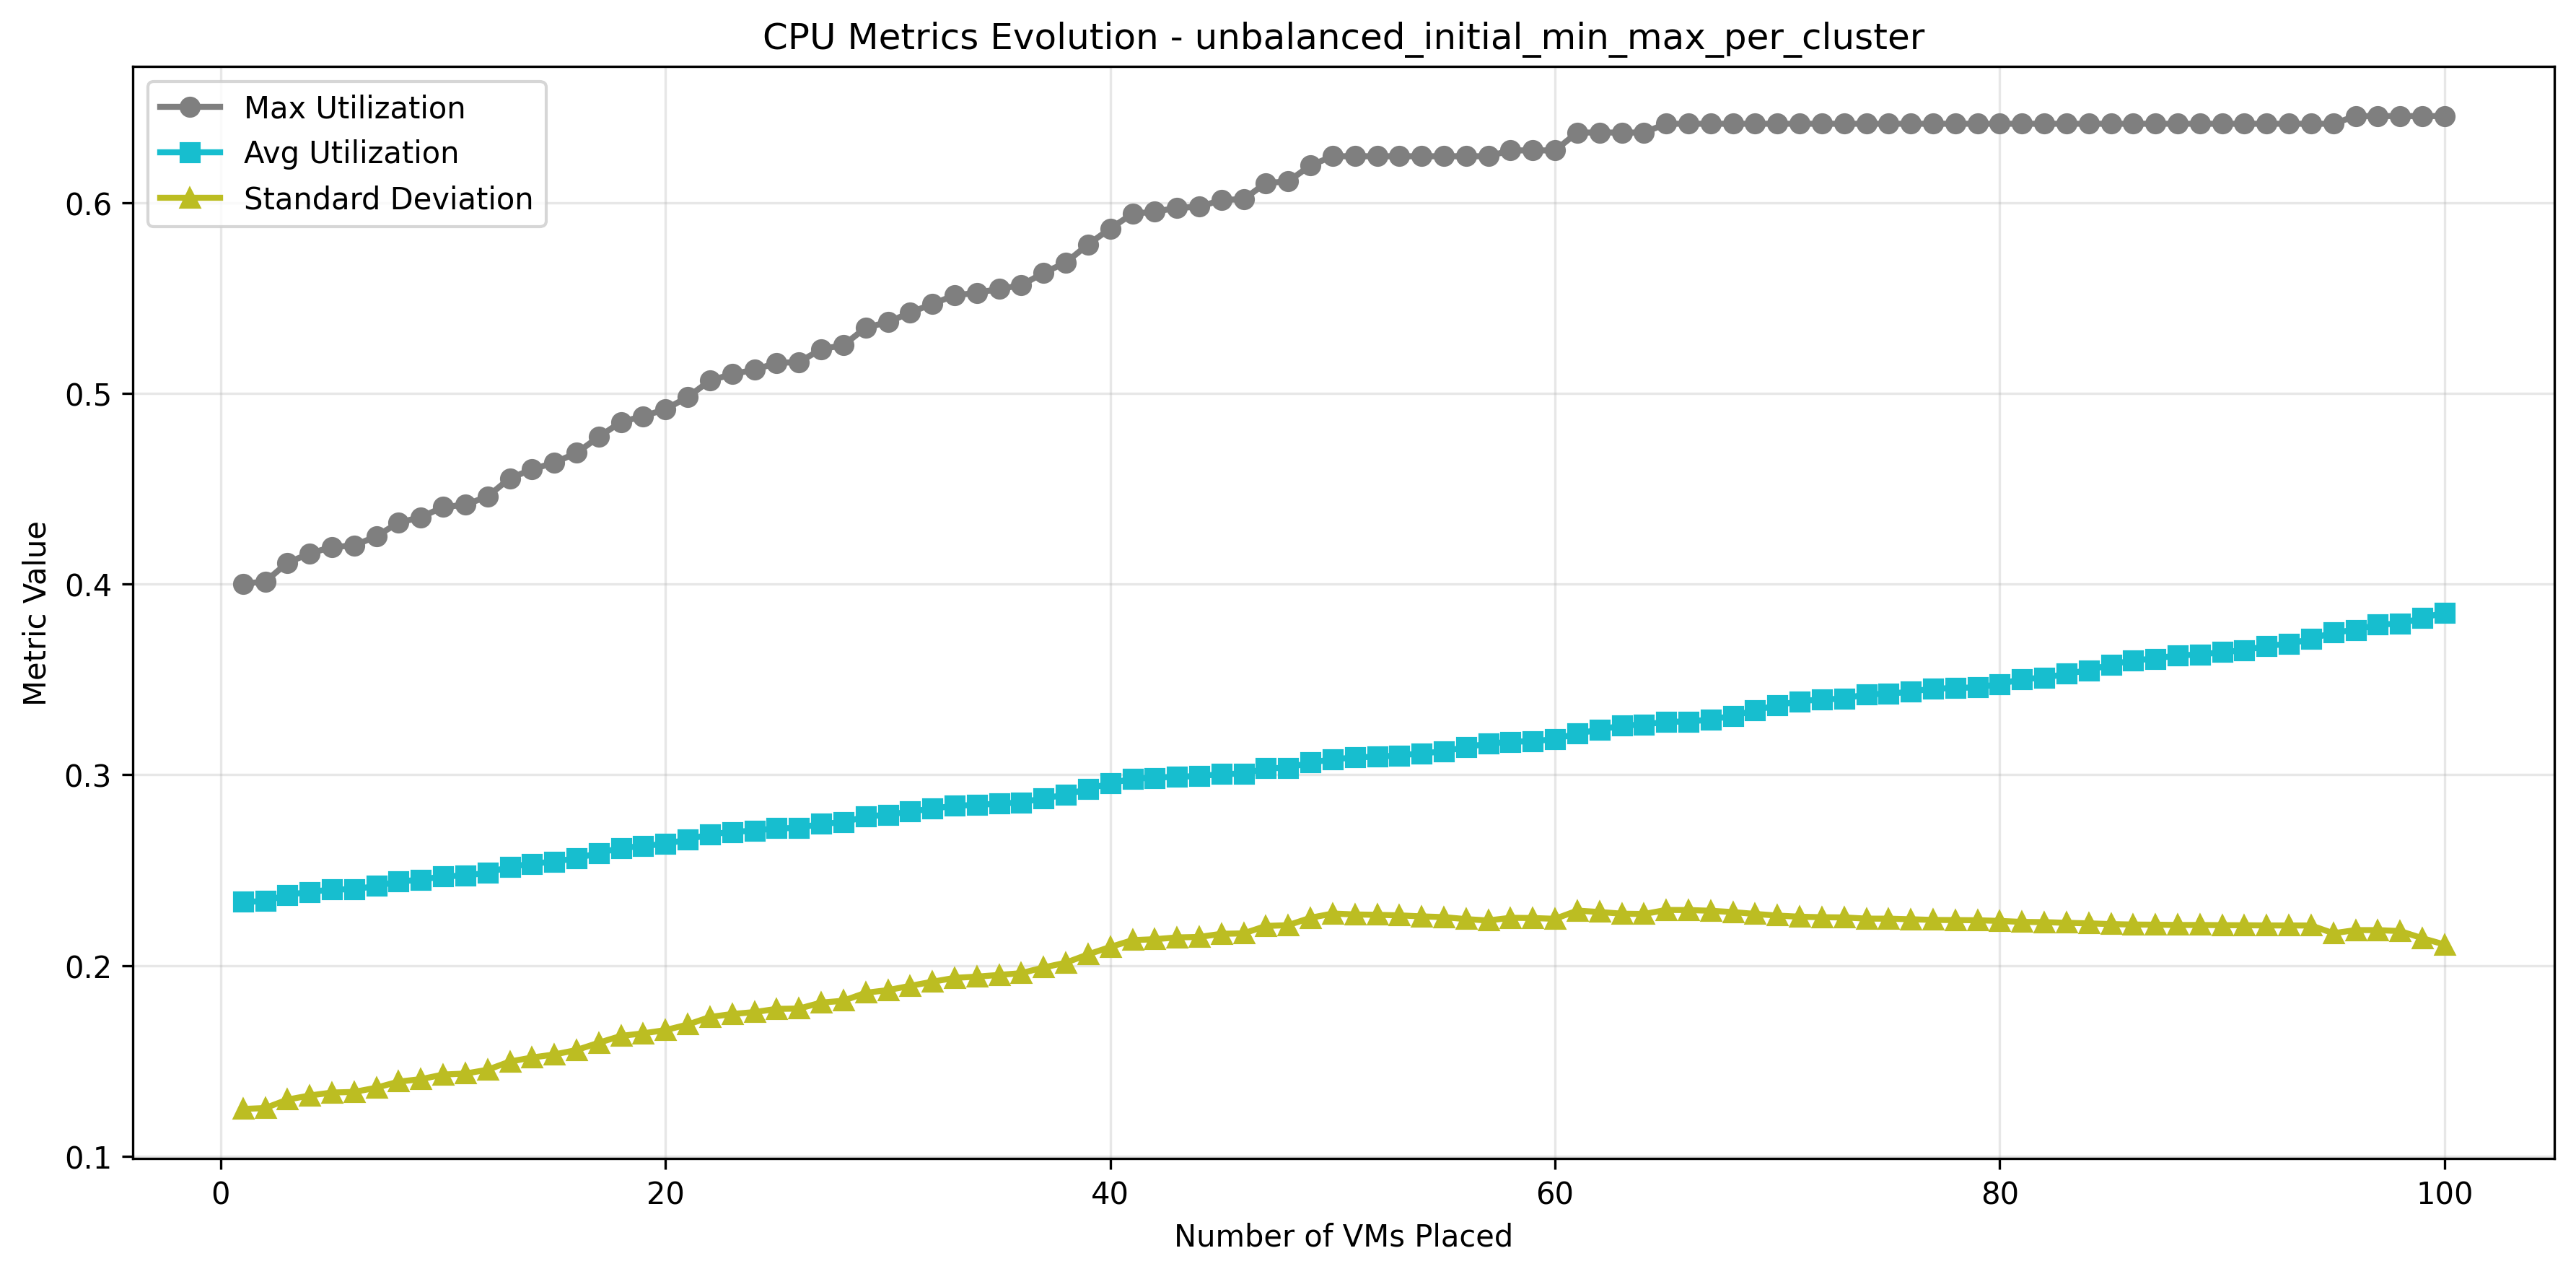 CPU Metrics Evolution - unbalanced_initial_min_max_per_cluster
Max Utilization
Avg Utilization
Standard Deviation
Metric Value
0.6
0.5
0.4
0.3
0.2
0.1
0 20 40 60 80 100
Number of VMs Placed